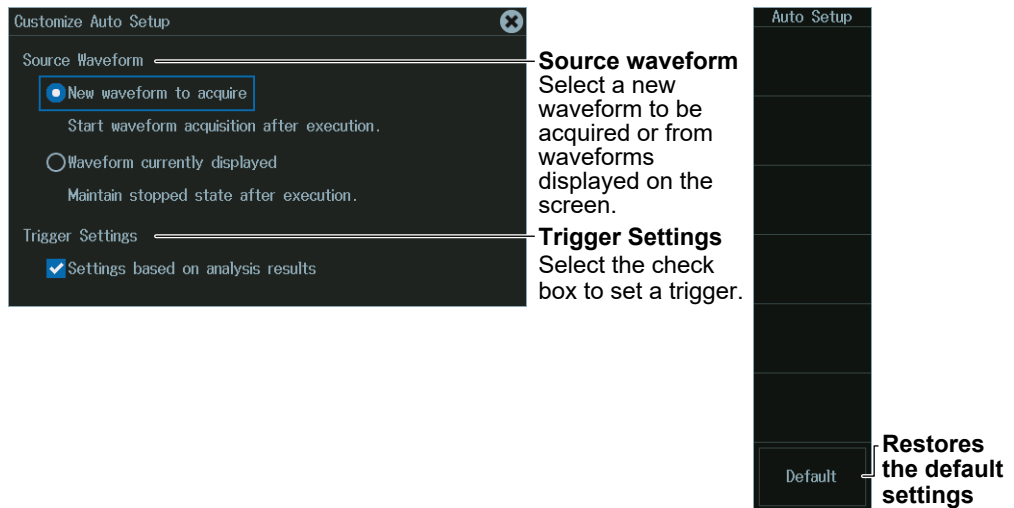 Customize Auto Setup
Source Waveform
New waveform to acquire
Start waveform acquisition after execution.
Waveform currently displayed
Maintain stopped state after execution.
Trigger Settings
Settings based on analysis results
Source waveform
Select a new
waveform to be
acquired or from
waveforms
displayed on the
screen.
Trigger Settings
Select the check
box to set a trigger.
Auto Setup
Default
Restores
the default
settings